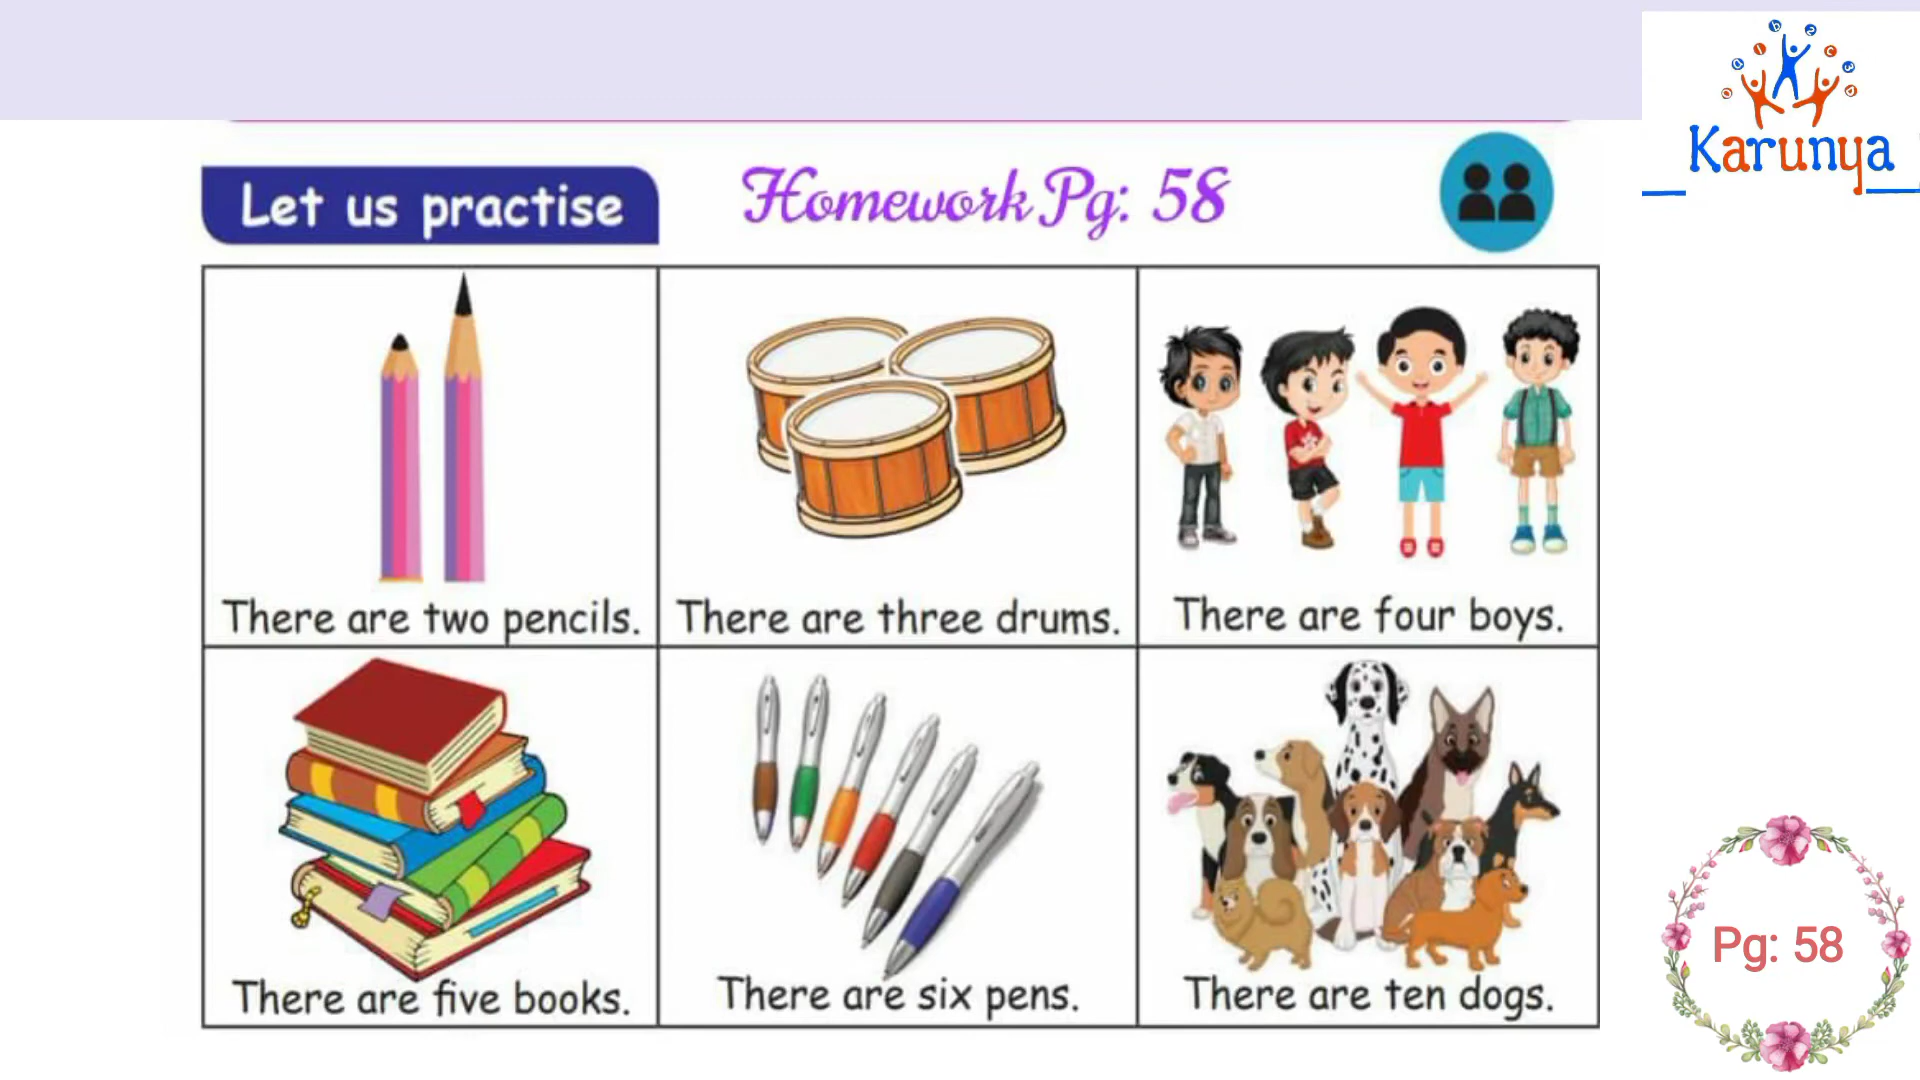 Karunya
Let us practise
Homework Pg: 58
There are two pencils.
There are three drums.
There are four boys.
There are five books.
There are six pens.
There are ten dogs.
Pg: 58